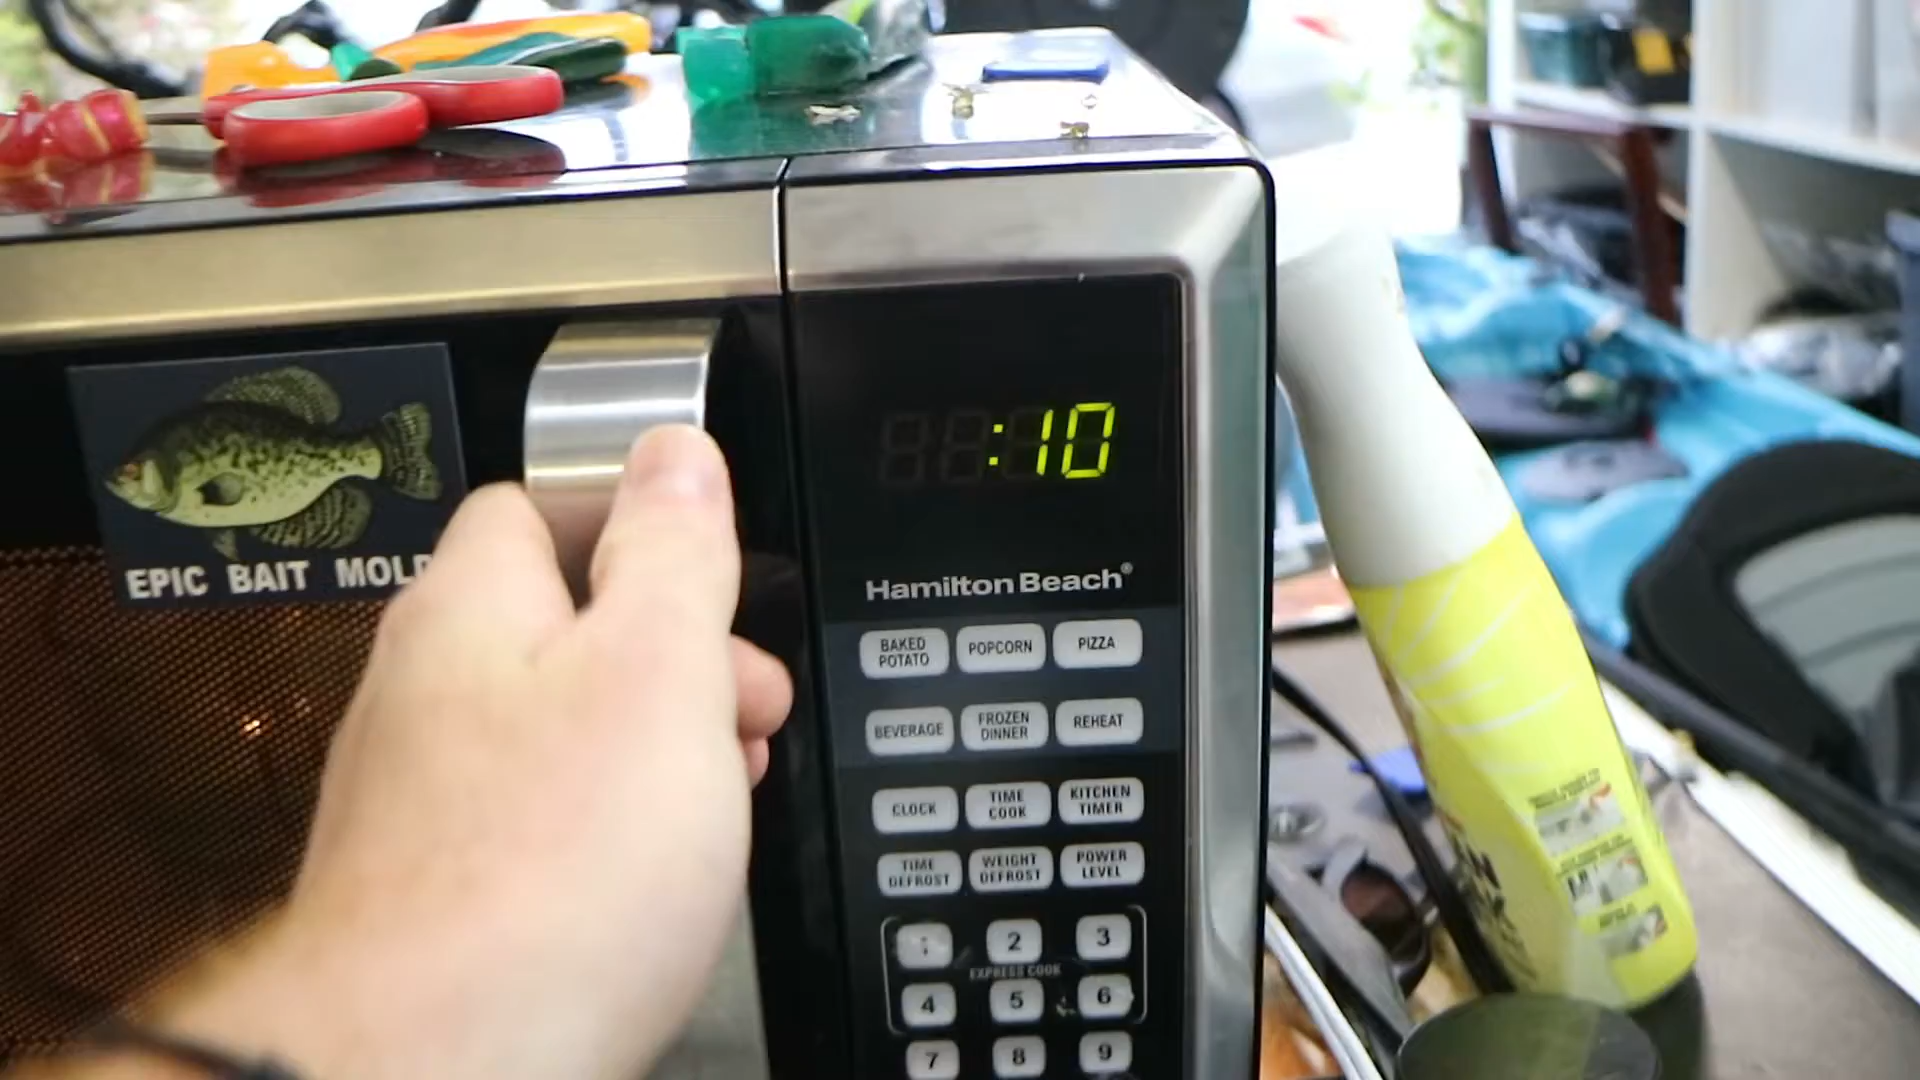 :10
EPIC BAIT MOLD
Hamilton Beach®
BAKED POTATO
POPCORN
PIZZA
BEVERAGE
FROZEN DINNER
REHEAT
CLOCK
TIME COOK
KITCHEN TIMER
TIME DEFROST
WEIGHT DEFROST
POWER LEVEL
1
2
3
EXPRESS COOK
4
5
6
7
8
9